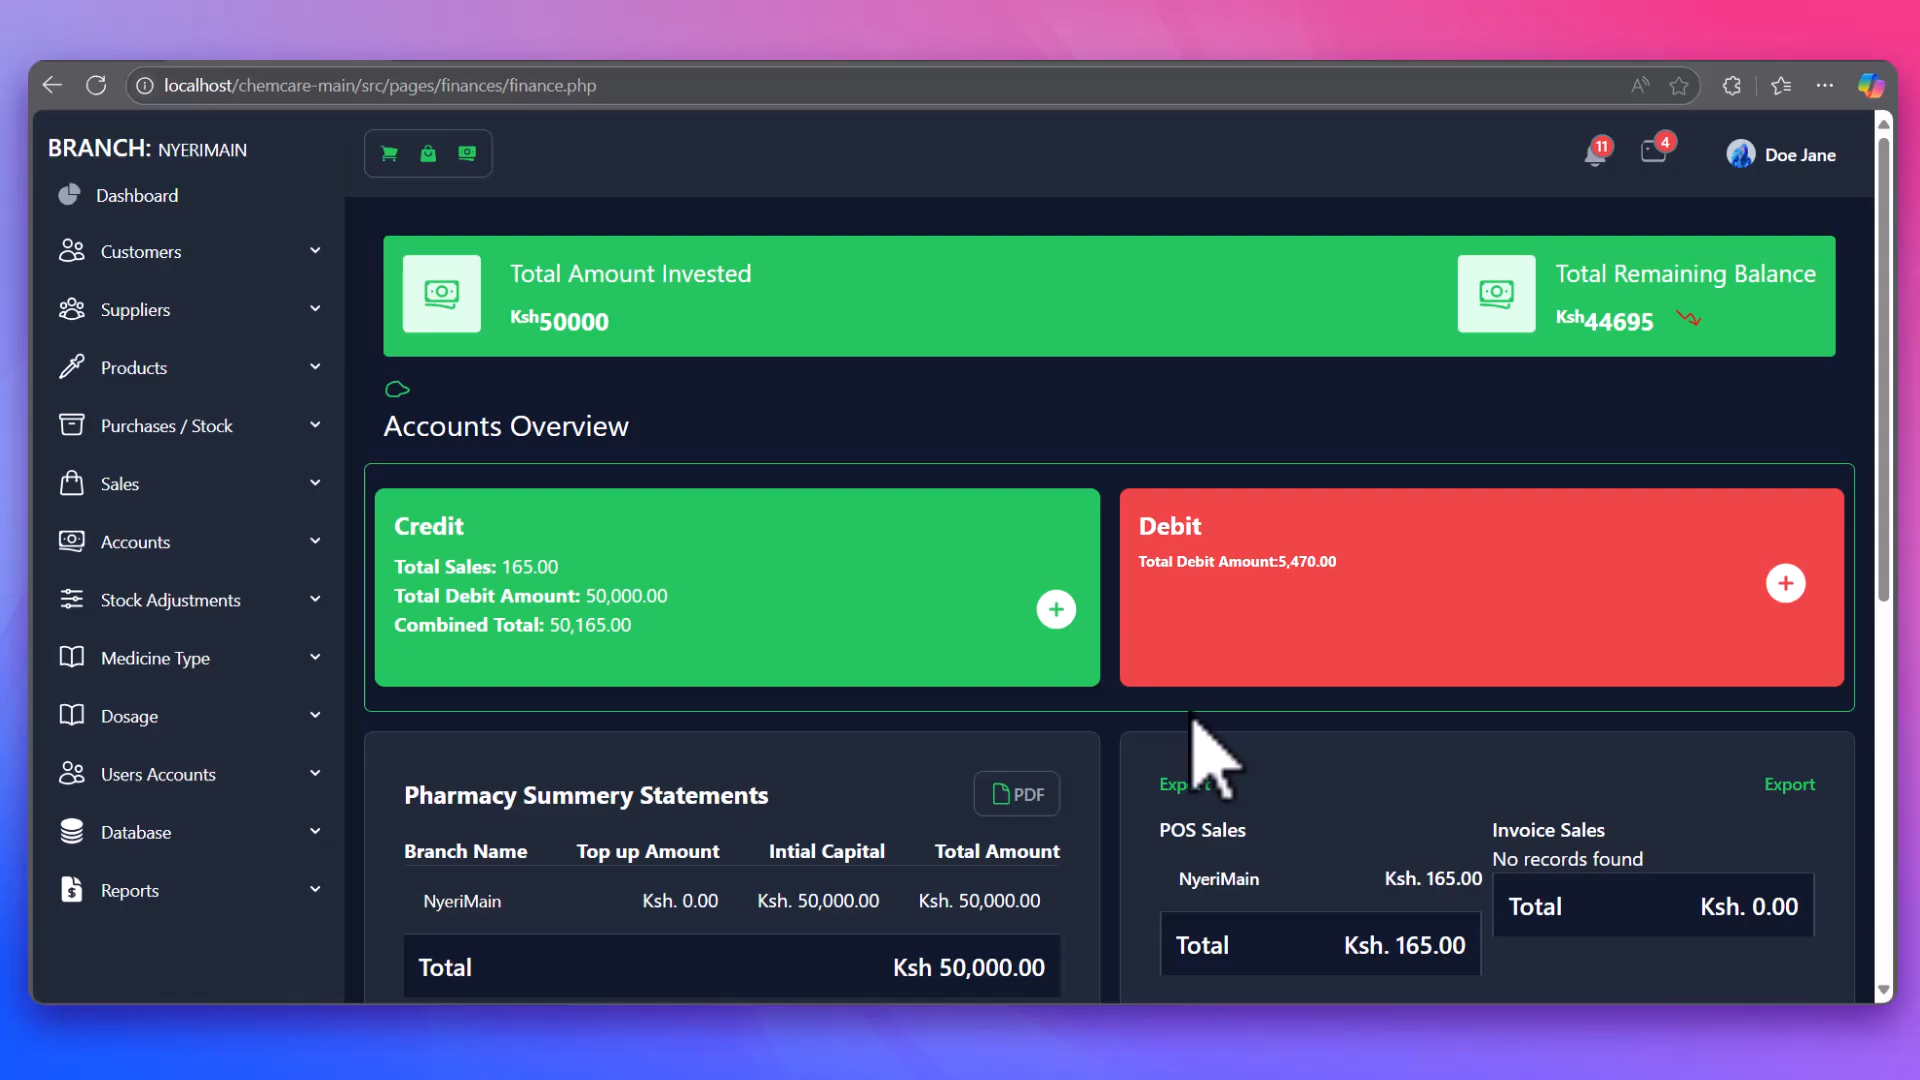 localhost/chemcare-main/src/pages/finances/finance.php
BRANCH: NYERIMAIN
Dashboard
Customers
Suppliers
Products
Purchases / Stock
Sales
Accounts
Stock Adjustments
Medicine Type
Dosage
Users Accounts
Database
Reports
11
4
Doe Jane
Total Amount Invested
Ksh50000
Total Remaining Balance
Ksh44695
Accounts Overview
Credit
Total Sales: 165.00
Total Debit Amount: 50,000.00
Combined Total: 50,165.00
Debit
Total Debit Amount:5,470.00
Pharmacy Summery Statements
PDF
Branch Name Top up Amount Intial Capital Total Amount
NyeriMain Ksh. 0.00 Ksh. 50,000.00 Ksh. 50,000.00
Total Ksh 50,000.00
Export
Export
POS Sales
NyeriMain Ksh. 165.00
Total Ksh. 165.00
Invoice Sales
No records found
Total Ksh. 0.00